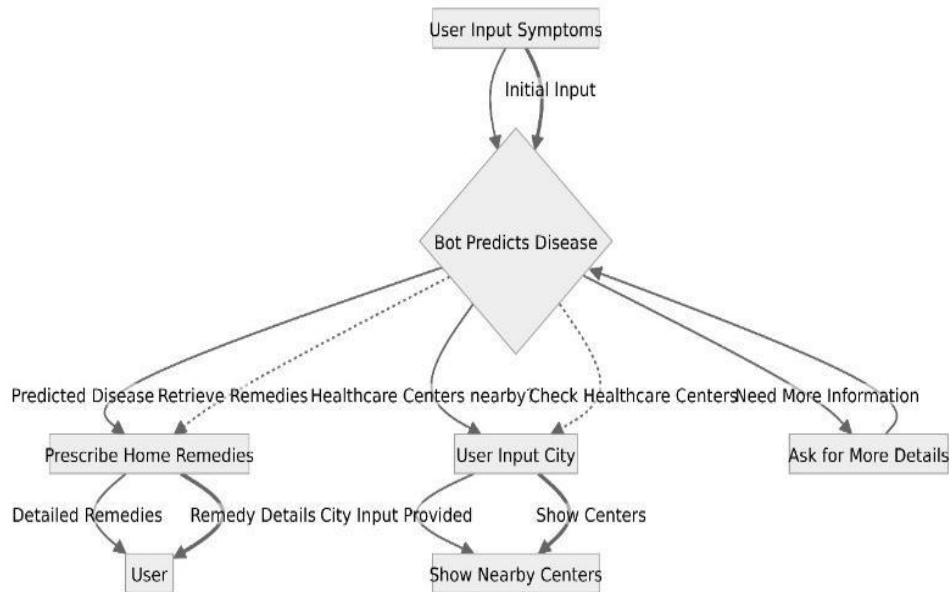 User Input Symptoms
Initial Input
Bot Predicts Disease
Predicted Disease
Retrieve Remedies
Healthcare Centers nearby?
Check Healthcare Centers
Need More Information
Prescribe Home Remedies
User Input City
Ask for More Details
Detailed Remedies
Remedy Details
City Input Provided
Show Centers
User
Show Nearby Centers